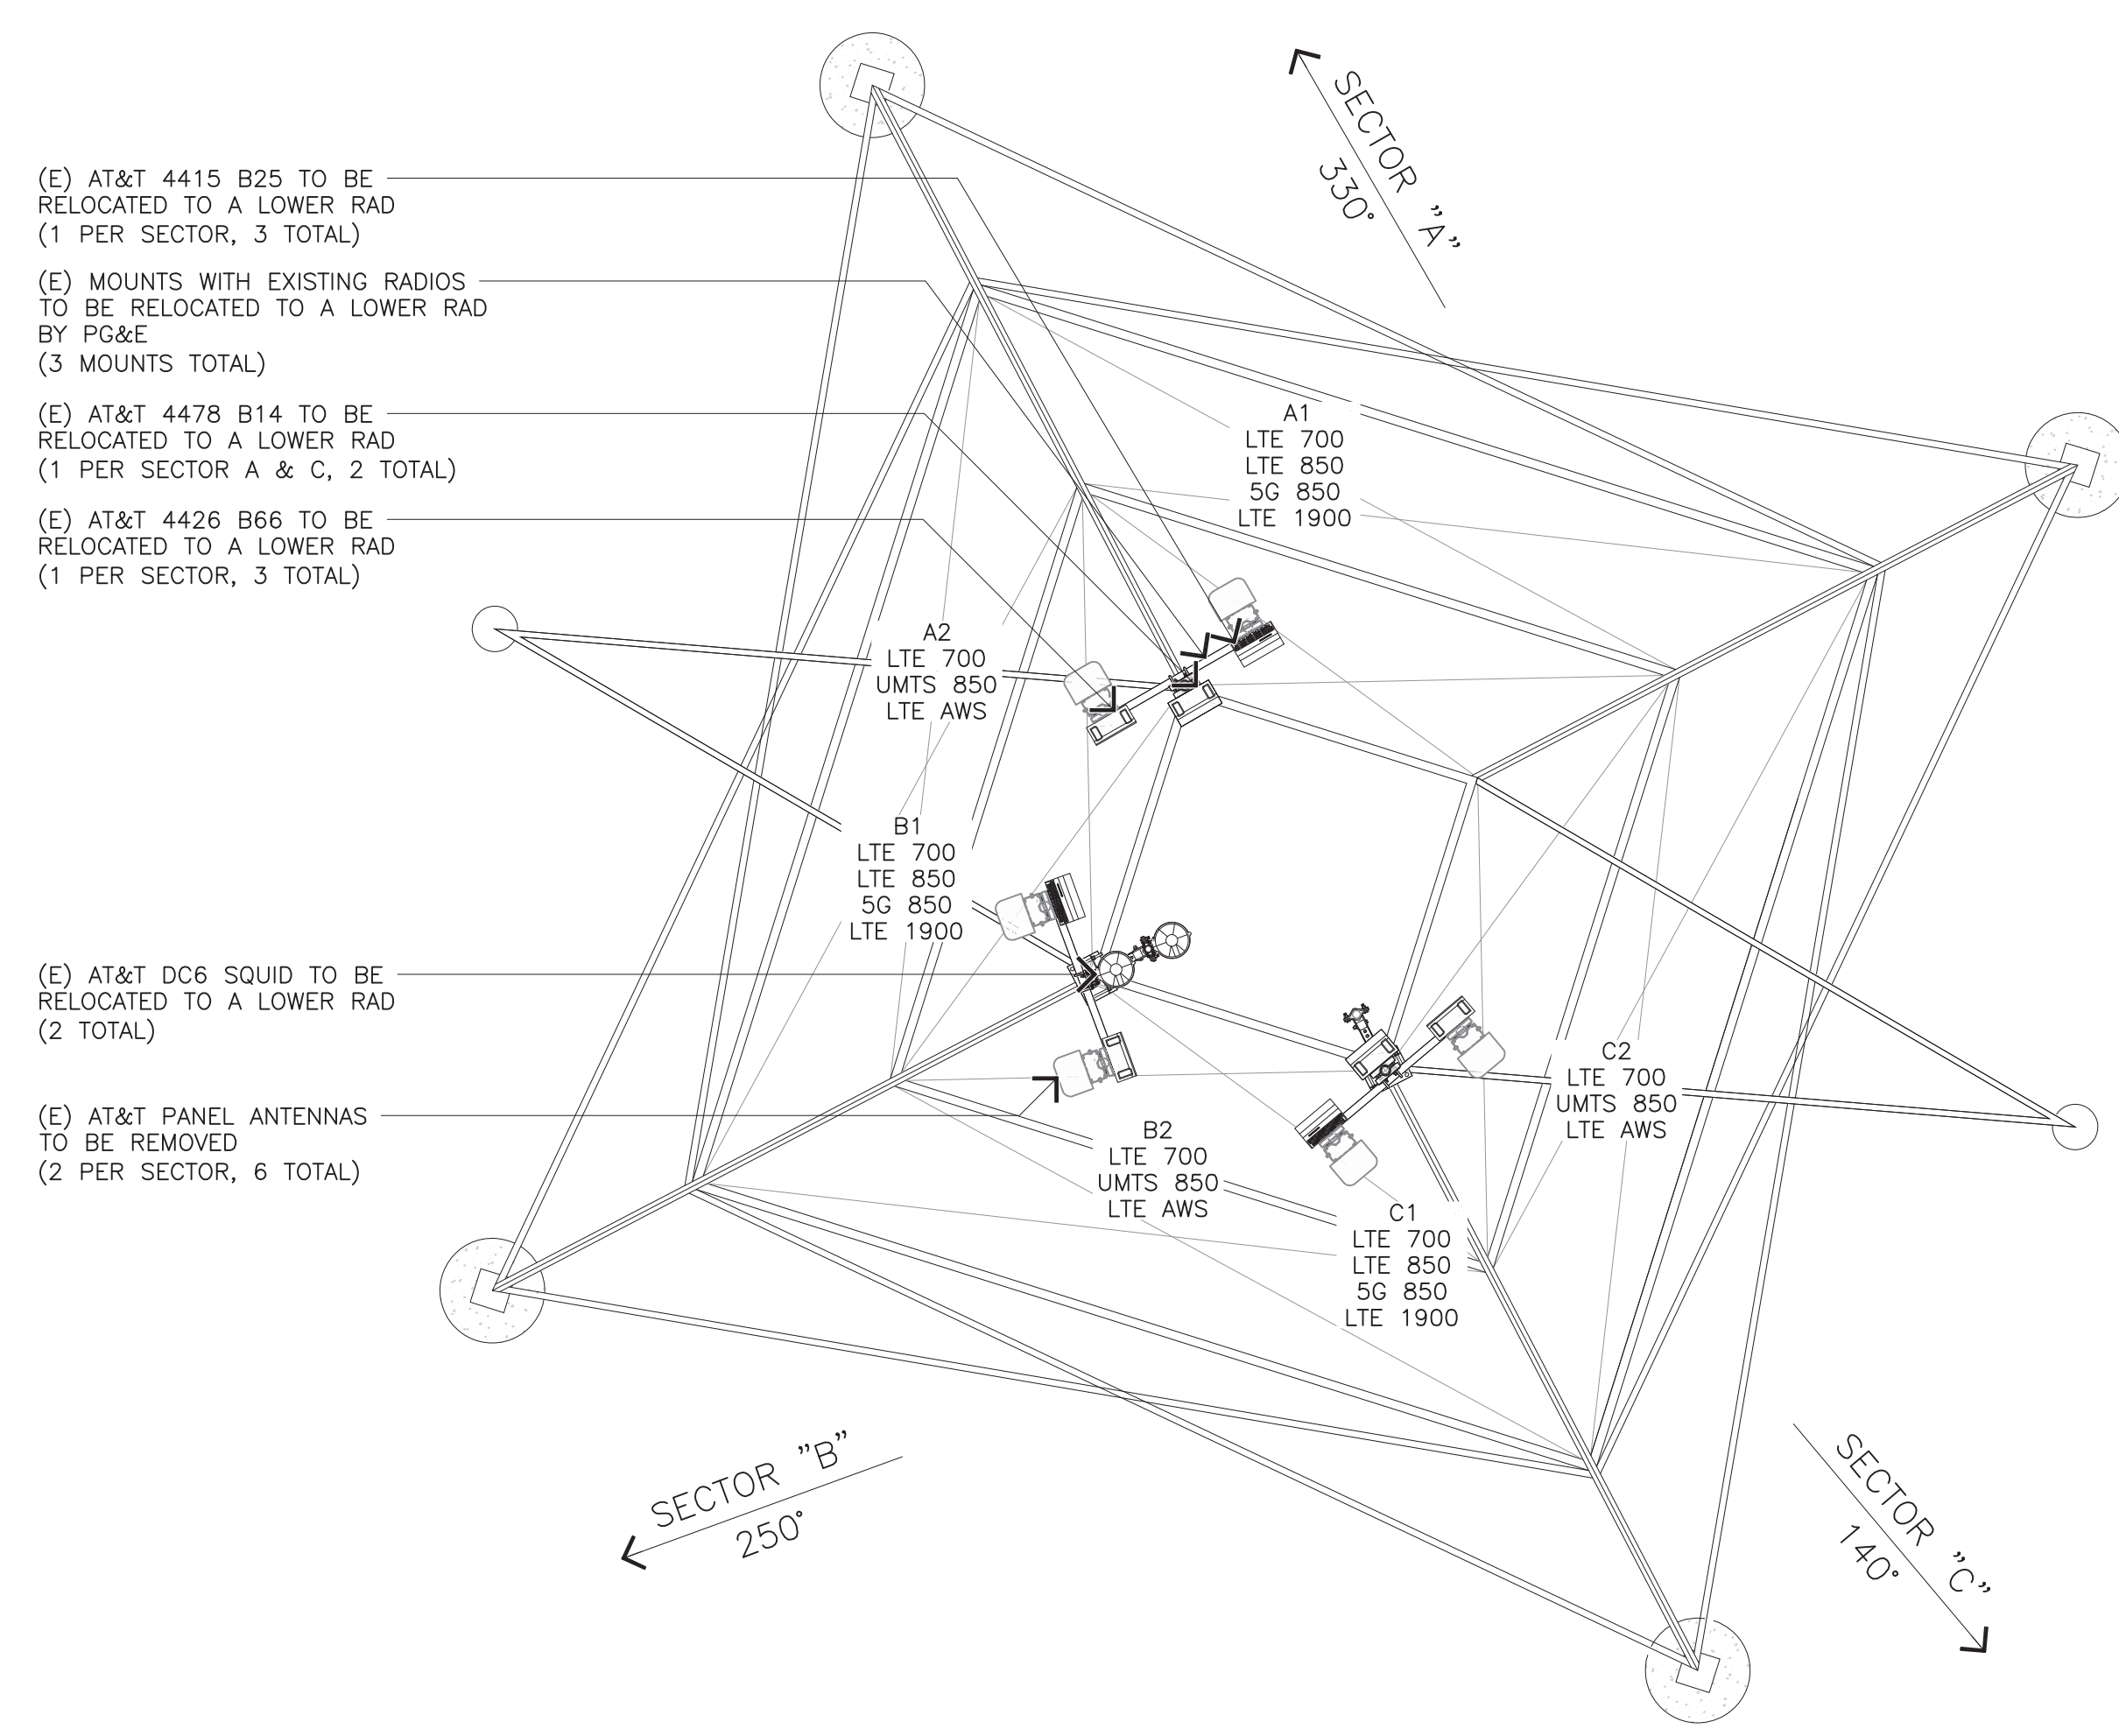 (E) AT&T 4415 B25 TO BE
RELOCATED TO A LOWER RAD
(1 PER SECTOR, 3 TOTAL)
(E) MOUNTS WITH EXISTING RADIOS
TO BE RELOCATED TO A LOWER RAD
BY PG&E
(3 MOUNTS TOTAL)
(E) AT&T 4478 B14 TO BE
RELOCATED TO A LOWER RAD
(1 PER SECTOR A & C, 2 TOTAL)
(E) AT&T 4426 B66 TO BE
RELOCATED TO A LOWER RAD
(1 PER SECTOR, 3 TOTAL)
(E) AT&T DC6 SQUID TO BE
RELOCATED TO A LOWER RAD
(2 TOTAL)
(E) AT&T PANEL ANTENNAS
TO BE REMOVED
(2 PER SECTOR, 6 TOTAL)
SECTOR "A"
330°
A1
LTE 700
LTE 850
5G 850
LTE 1900
A2
LTE 700
UMTS 850
LTE AWS
B1
LTE 700
LTE 850
5G 850
LTE 1900
B2
LTE 700
UMTS 850
LTE AWS
C2
LTE 700
UMTS 850
LTE AWS
C1
LTE 700
LTE 850
5G 850
LTE 1900
SECTOR "B"
250°
SECTOR "C"
140°